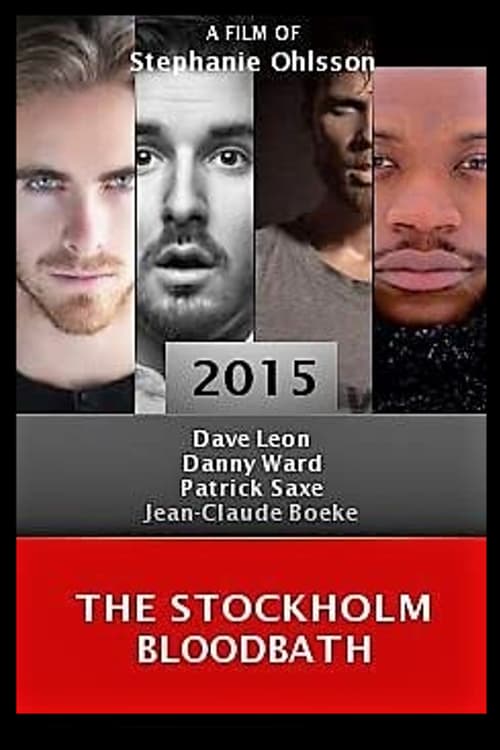 A FILM OF
Stephanie Ohlsson
2015
Dave Leon
Danny Ward
Patrick Saxe
Jean-Claude Boeke
THE STOCKHOLM
BLOODBATH